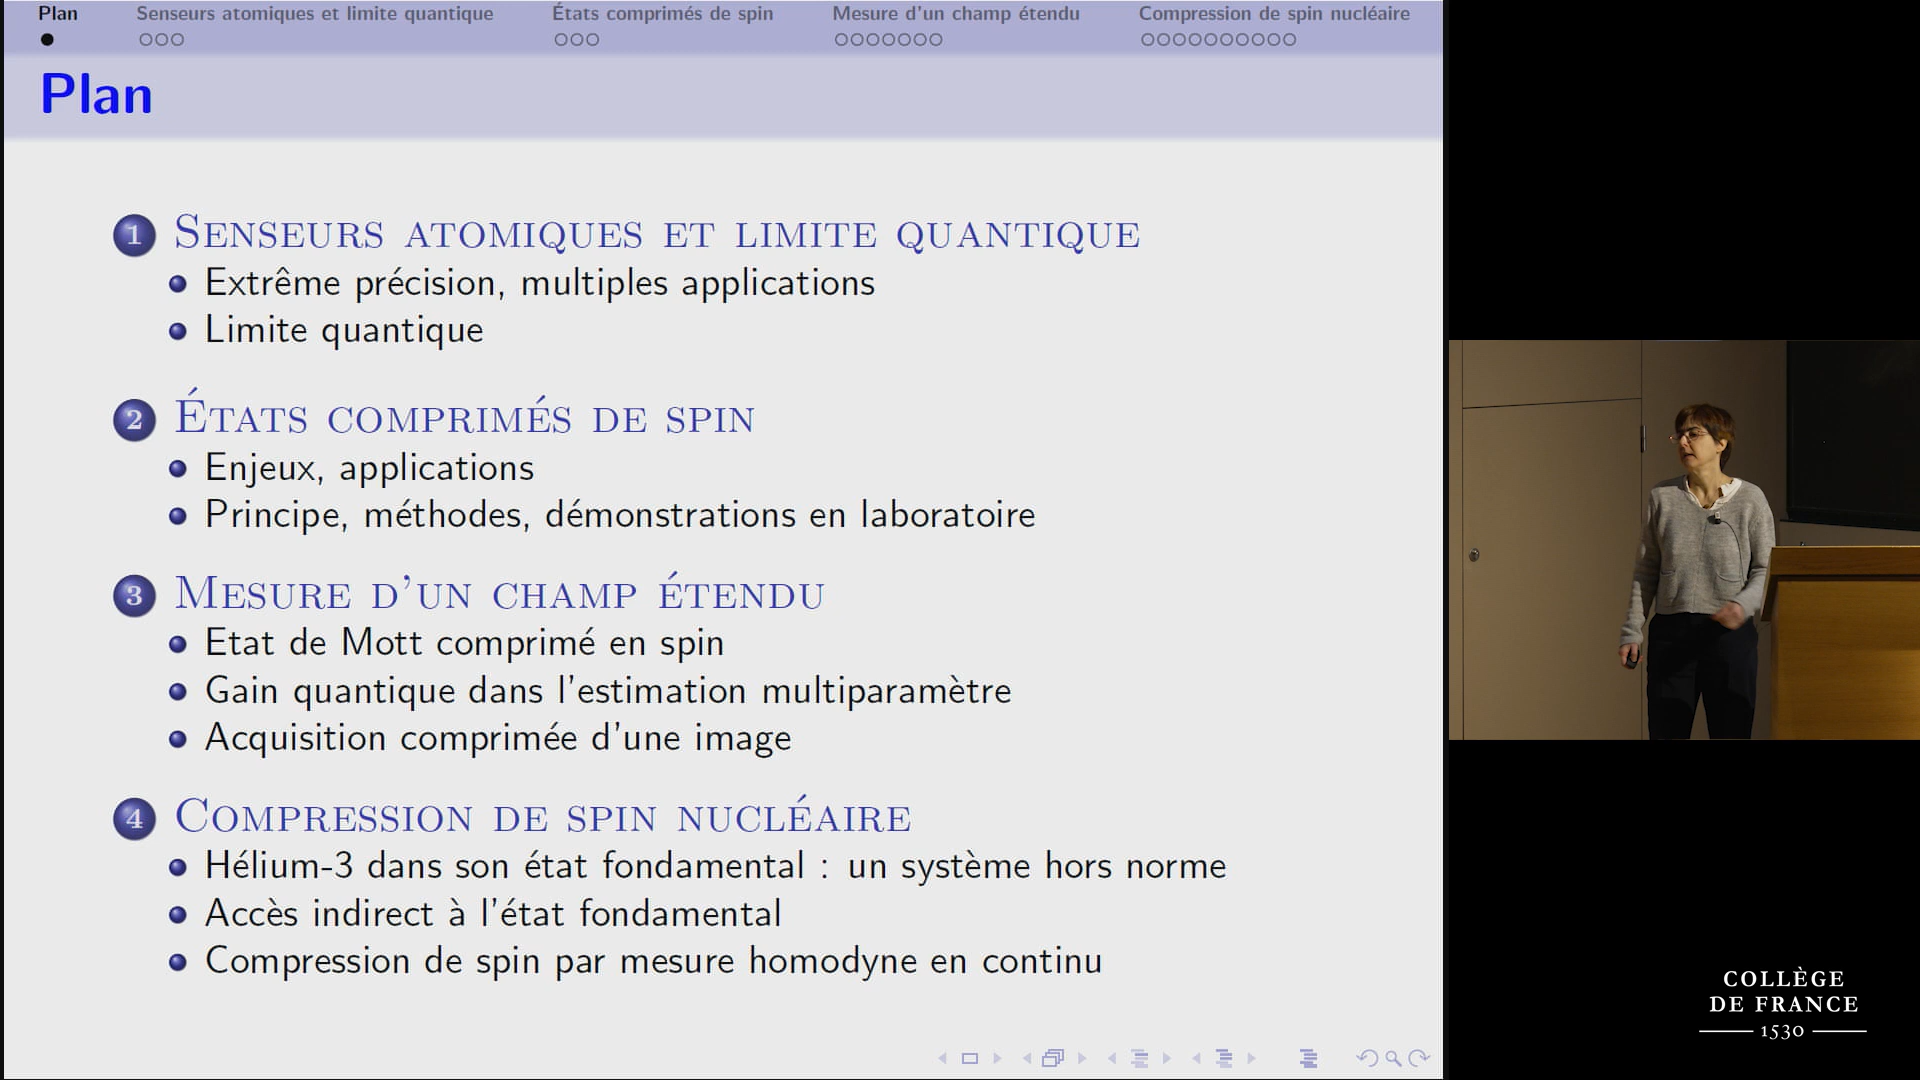 Plan
Senseurs atomiques et limite quantique
États comprimés de spin
Mesure d'un champ étendu
Compression de spin nucléaire
Plan
1 Senseurs atomiques et limite quantique
Extrême précision, multiples applications
Limite quantique
2 États comprimés de spin
Enjeux, applications
Principe, méthodes, démonstrations en laboratoire
3 Mesure d'un champ étendu
Etat de Mott comprimé en spin
Gain quantique dans l'estimation multiparamètre
Acquisition comprimée d'une image
4 Compression de spin nucléaire
Hélium-3 dans son état fondamental : un système hors norme
Accès indirect à l'état fondamental
Compression de spin par mesure homodyne en continu
COLLÈGE
DE FRANCE
1530